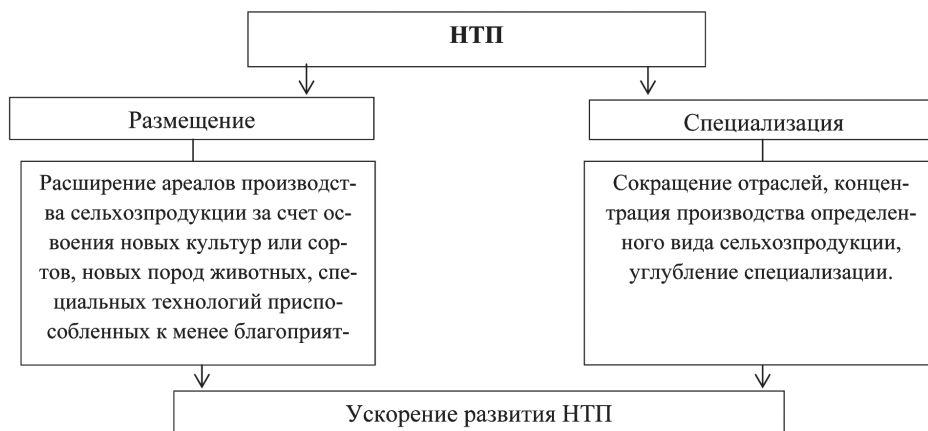 НТП
Размещение
Специализация
Расширение ареалов производст-
ва сельхозпродукции за счет ос-
воения новых культур или сор-
тов, новых пород животных, спе-
циальных технологий приспо-
собленных к менее благоприят-
Сокращение отраслей, концен-
трация производства определен-
ного вида сельхозпродукции,
углубление специализации.
Ускорение развития НТП